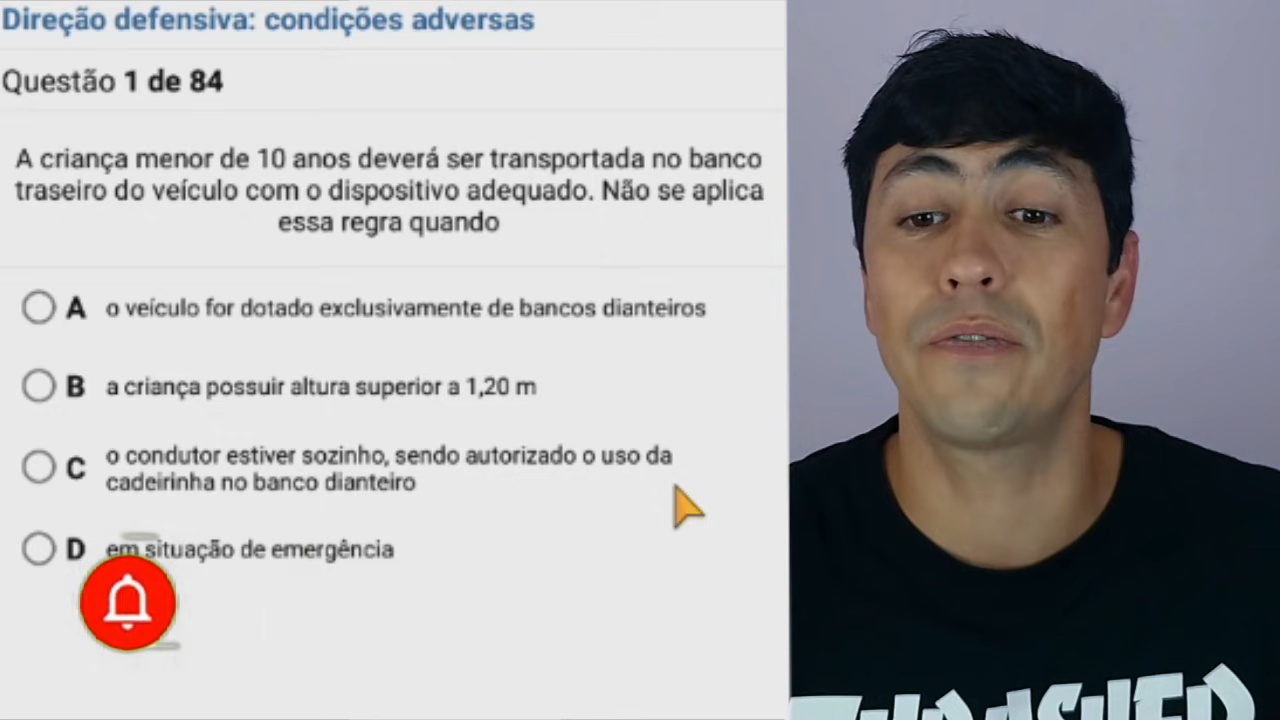 Direção defensiva: condições adversas
Questão 1 de 84
A criança menor de 10 anos deverá ser transportada no banco
traseiro do veículo com o dispositivo adequado. Não se aplica
essa regra quando
A o veículo for dotado exclusivamente de bancos dianteiros
B a criança possuir altura superior a 1,20 m
C o condutor estiver sozinho, sendo autorizado o uso da
cadeirinha no banco dianteiro
D em situação de emergência
THRASHER